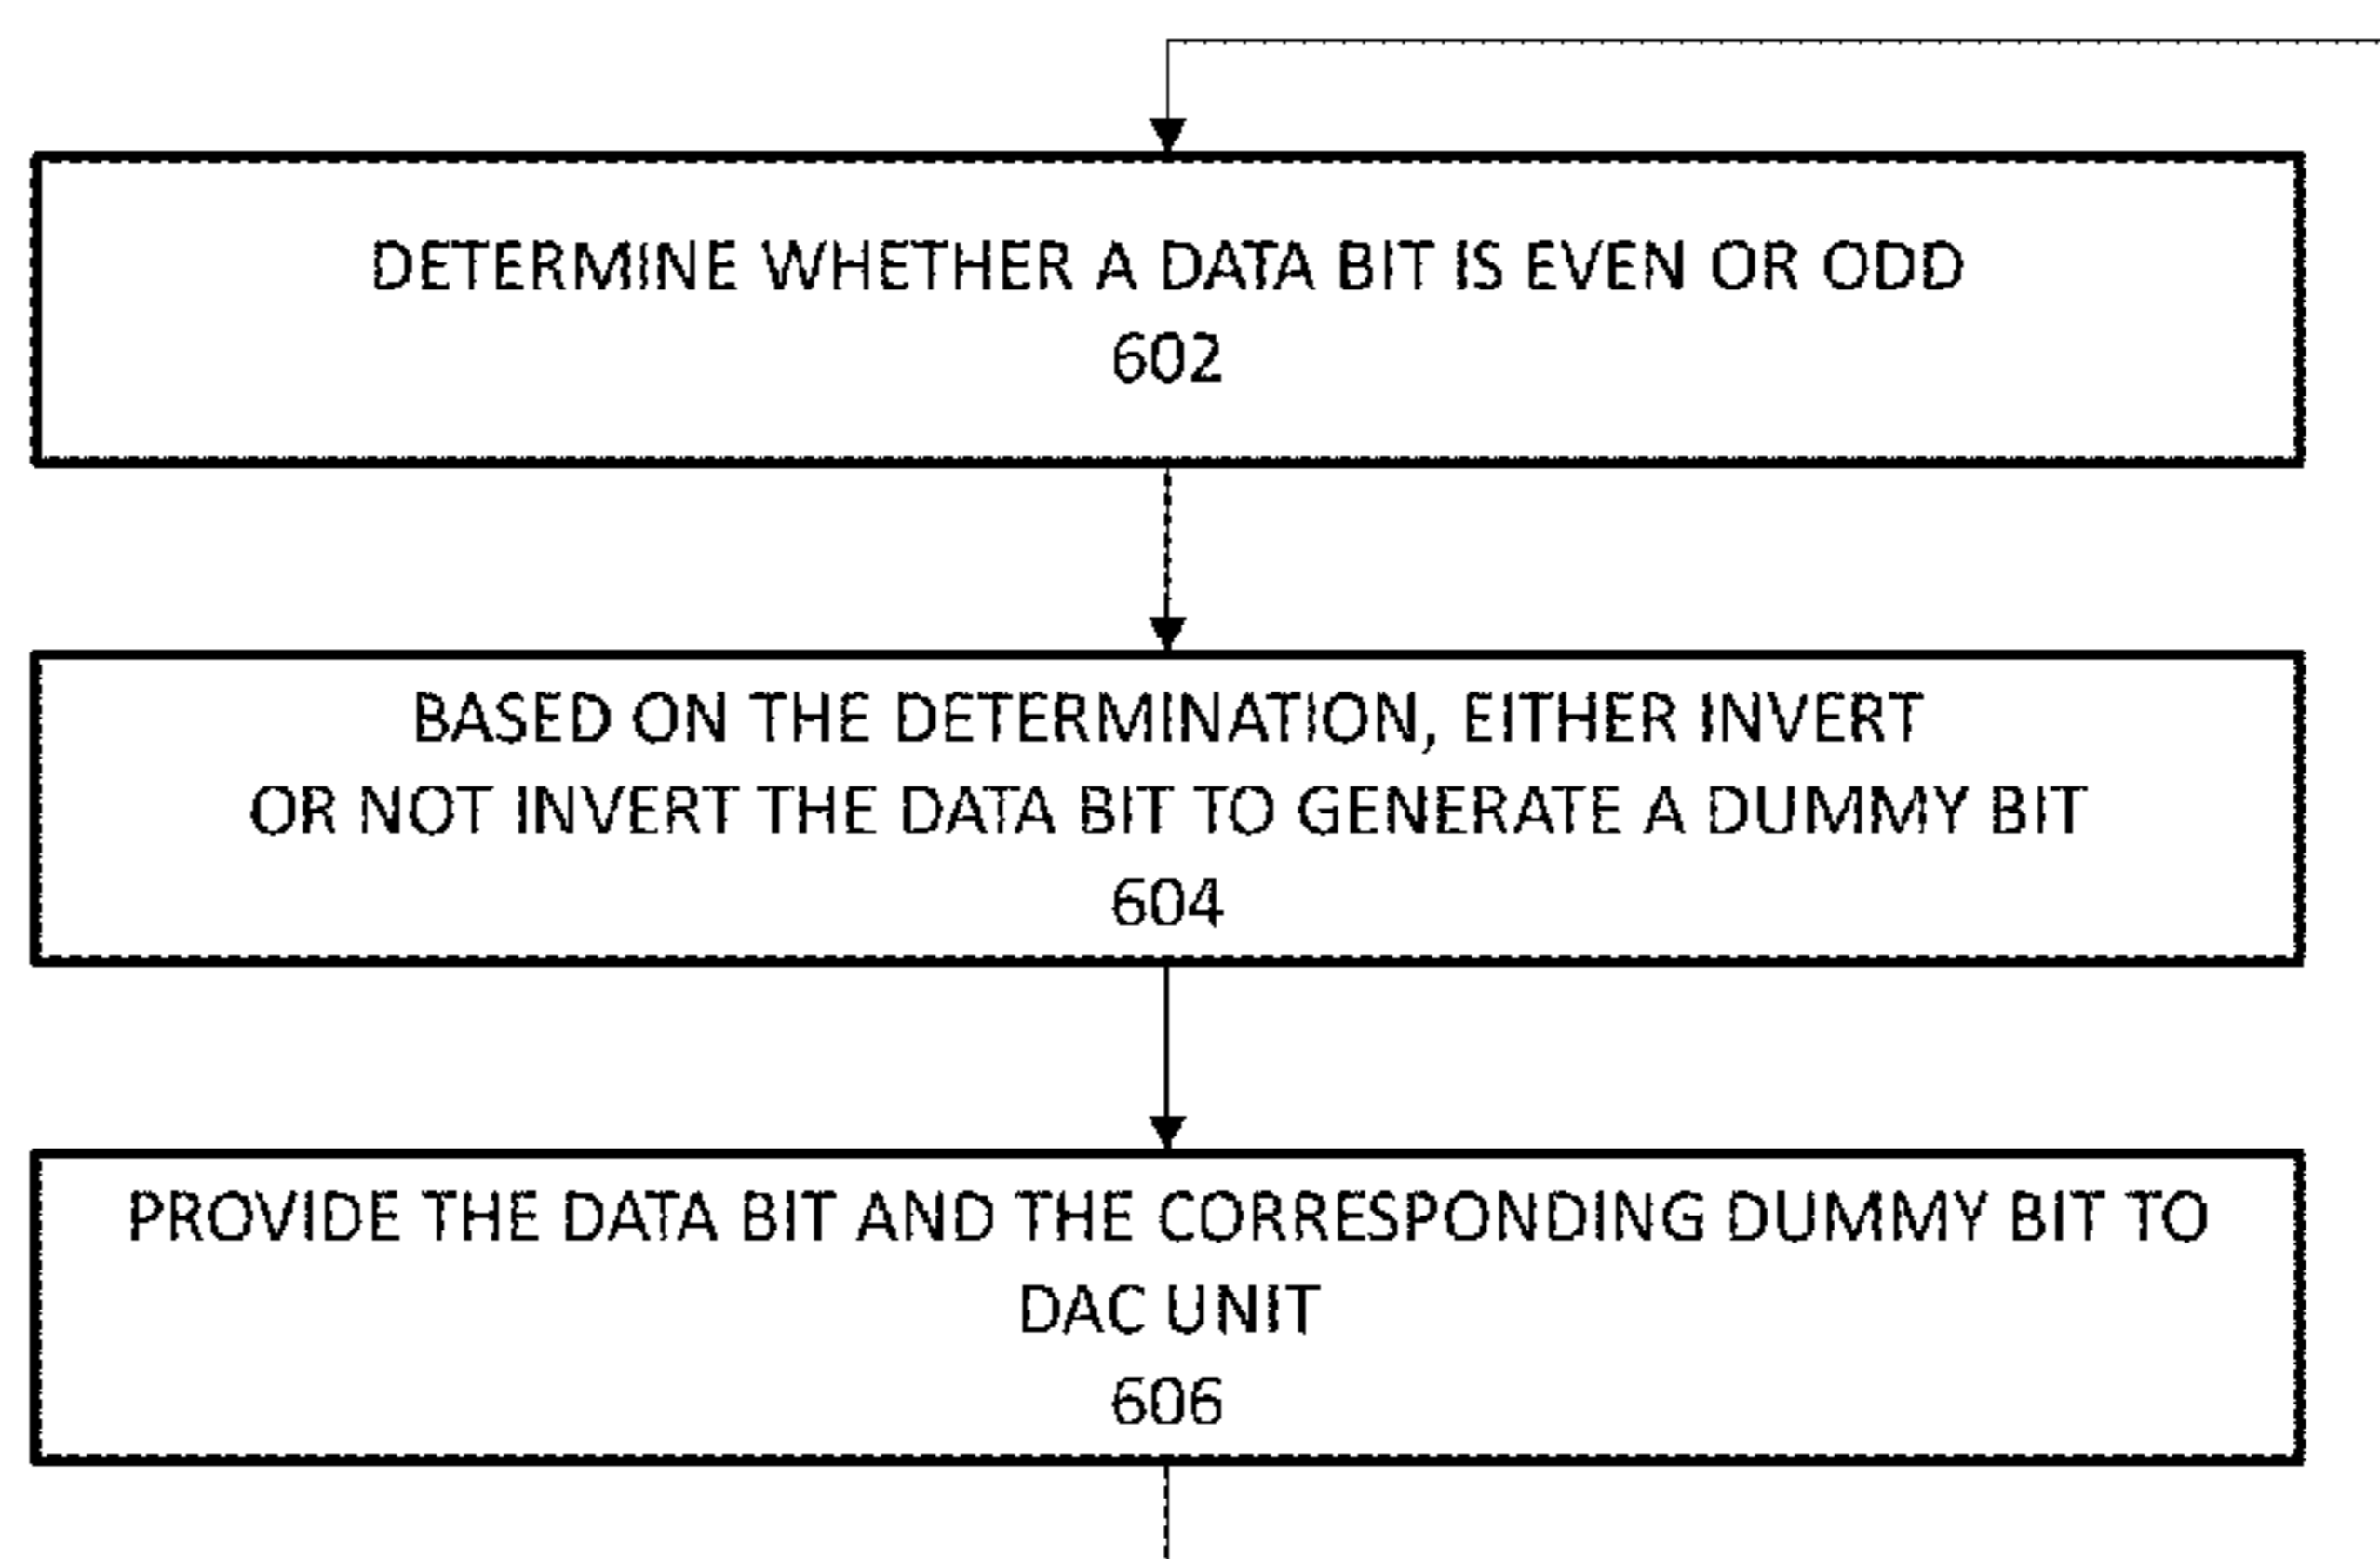 DETERMINE WHETHER A DATA BIT IS EVEN OR ODD
602
BASED ON THE DETERMINATION, EITHER INVERT
OR NOT INVERT THE DATA BIT TO GENERATE A DUMMY BIT
604
PROVIDE THE DATA BIT AND THE CORRESPONDING DUMMY BIT TO
DAC UNIT
606